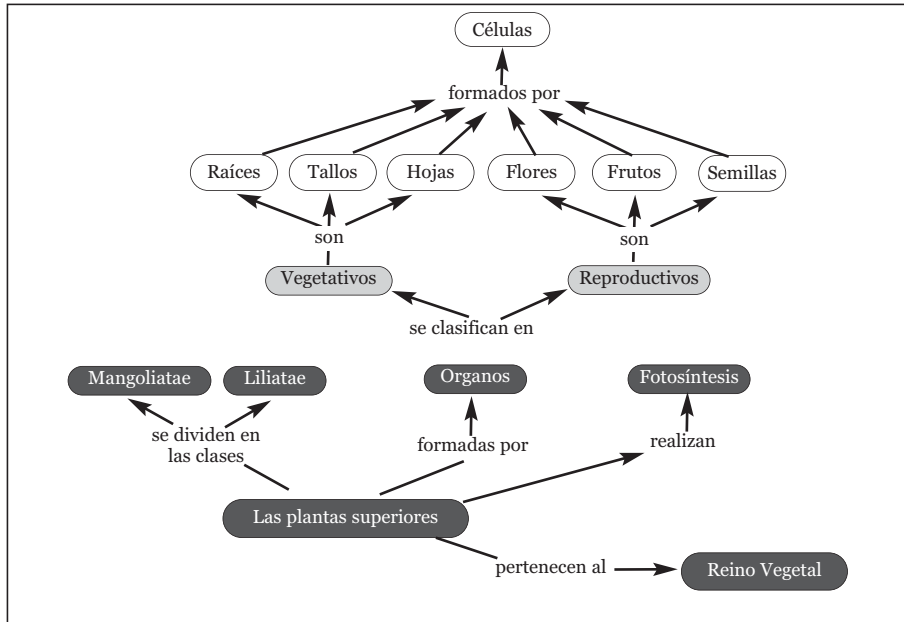 Células
formados por
Raíces Tallos Hojas Flores Frutos Semillas
son son
Vegetativos Reproductivos
se clasifican en
Mangoliatae Liliatae Organos Fotosíntesis
se dividen en
las clases
formadas por
realizan
Las plantas superiores
pertenecen al
Reino Vegetal